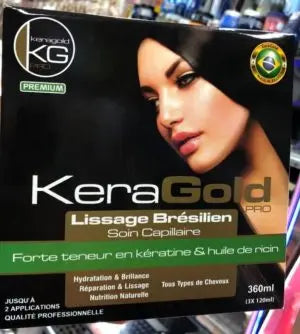 keragold
KG
PRO
PREMIUM
KeraGold
PRO
Lissage Brésilien
Soin Capillaire
Forte teneur en kératine & huile de ricin
Hydratation & Brillance
Réparation & Lissage
Nutrition Naturelle
Tous Types de Cheveux
JUSQU'À
2 APPLICATIONS
QUALITÉ PROFESSIONNELLE
360ml
(3X 120ml)